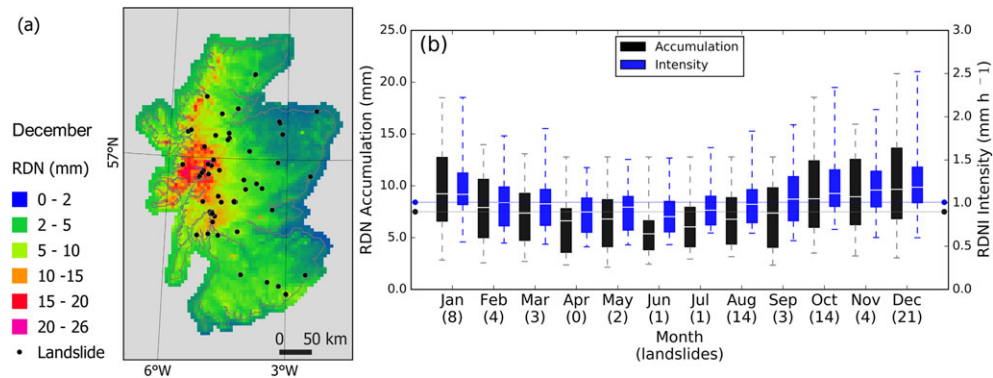 (a)
December
RDN (mm)
0 - 2
2 - 5
5 - 10
10 -15
15 - 20
20 - 26
Landslide
57°N
6°W
3°W
0 50 km
(b)
Accumulation
Intensity
RDN Accumulation (mm)
25.0
20.0
15.0
10.0
5.0
0.0
RDNI Intensity (mm h⁻1)
3.0
2.5
2.0
1.5
1.0
0.5
0.0
Jan Feb Mar Apr May Jun Jul Aug Sep Oct Nov Dec
(8) (4) (3) (0) (2) (1) (1) (14) (3) (14) (4) (21)
Month
(landslides)